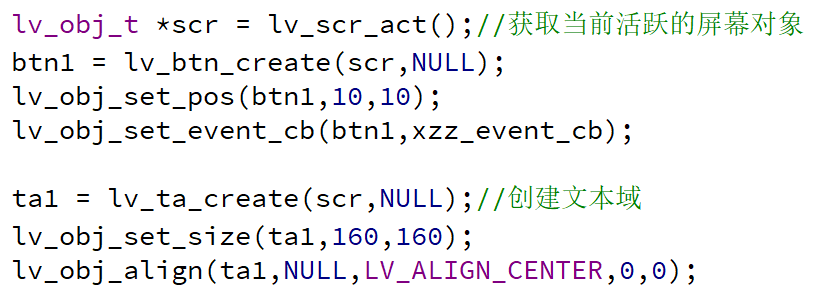 lv_obj_t *scr = lv_scr_act();//获取当前活跃的屏幕对象
btn1 = lv_btn_create(scr,NULL);
lv_obj_set_pos(btn1,10,10);
lv_obj_set_event_cb(btn1,xzz_event_cb);
ta1 = lv_ta_create(scr,NULL);//创建文本域
lv_obj_set_size(ta1,160,160);
lv_obj_align(ta1,NULL,LV_ALIGN_CENTER,0,0);